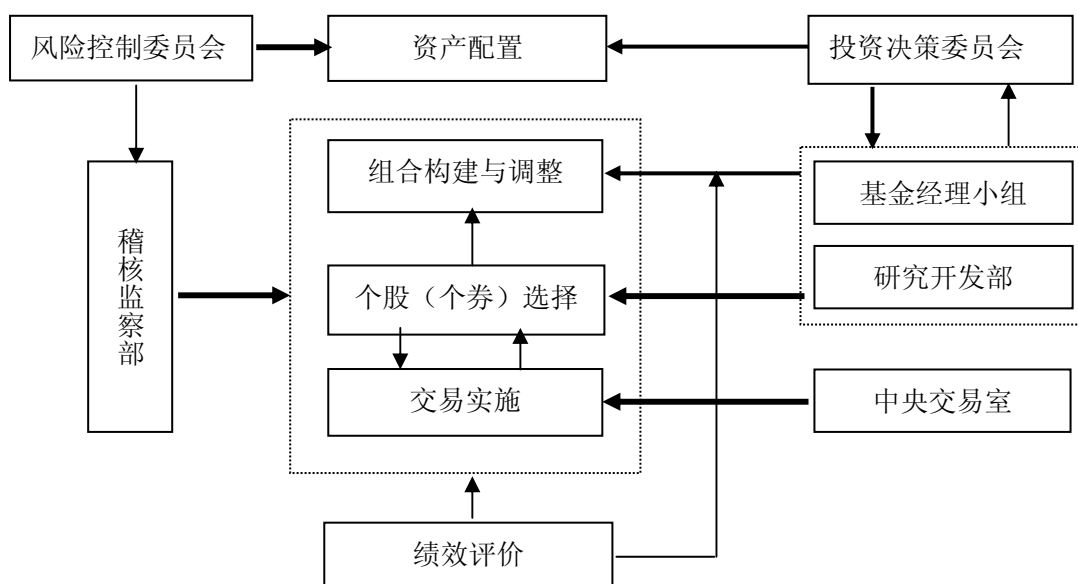 风险控制委员会
资产配置
投资决策委员会
组合构建与调整
基金经理小组
稽核监察部
个股（个券）选择
研究开发部
交易实施
中央交易室
绩效评价